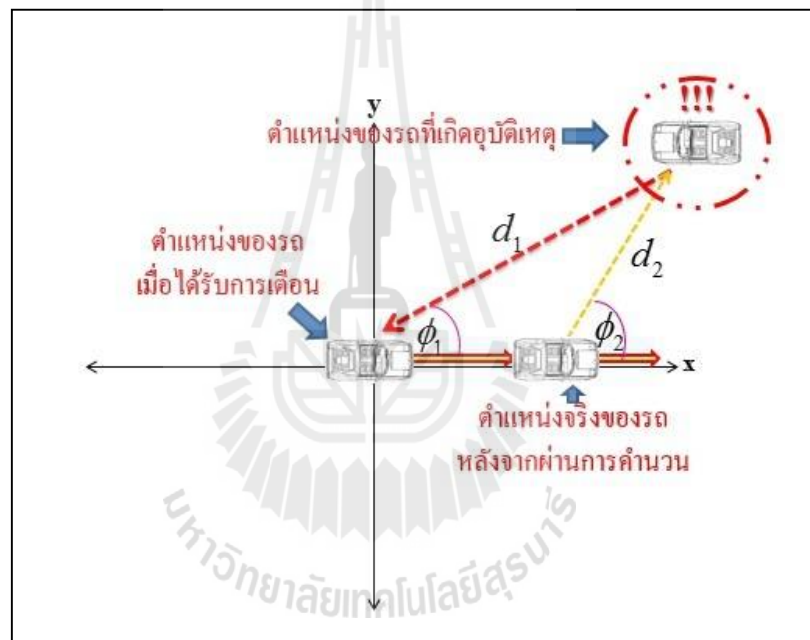 !!!
y
ตำแหน่งของรถที่เกิดอุบัติเหตุ
ตำแหน่งของรถ
เมื่อได้รับการเตือน
d₁
d₂
ϕ₁
ϕ₂
x
ตำแหน่งจริงของรถ
หลังจากผ่านการคำนวน
มหาวิทยาลัยเทคโนโลยีสุรนารี